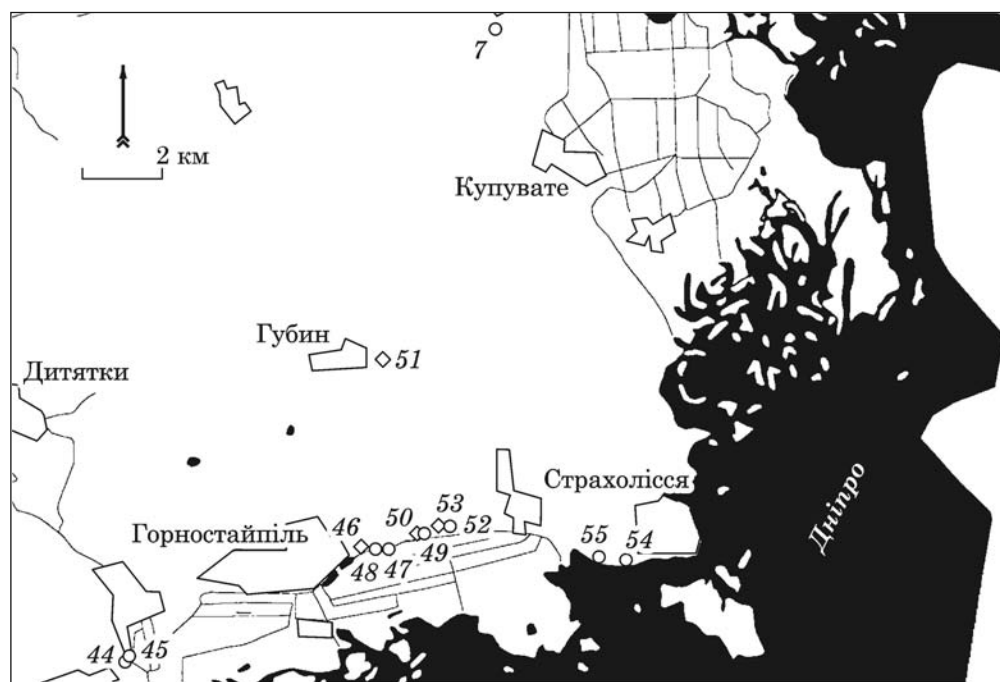 7
2 км
Купувате
Губин
51
Дитятки
Страхолісся
53
50
46
52
Горностайпіль
49
55
54
48
47
Дніпро
44
45